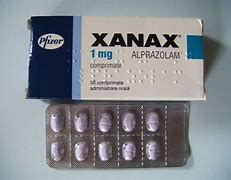 Pfizer
XANAX®
1 mg
ALPRAZOLAM
comprimate
30 comprimate
administrare orală